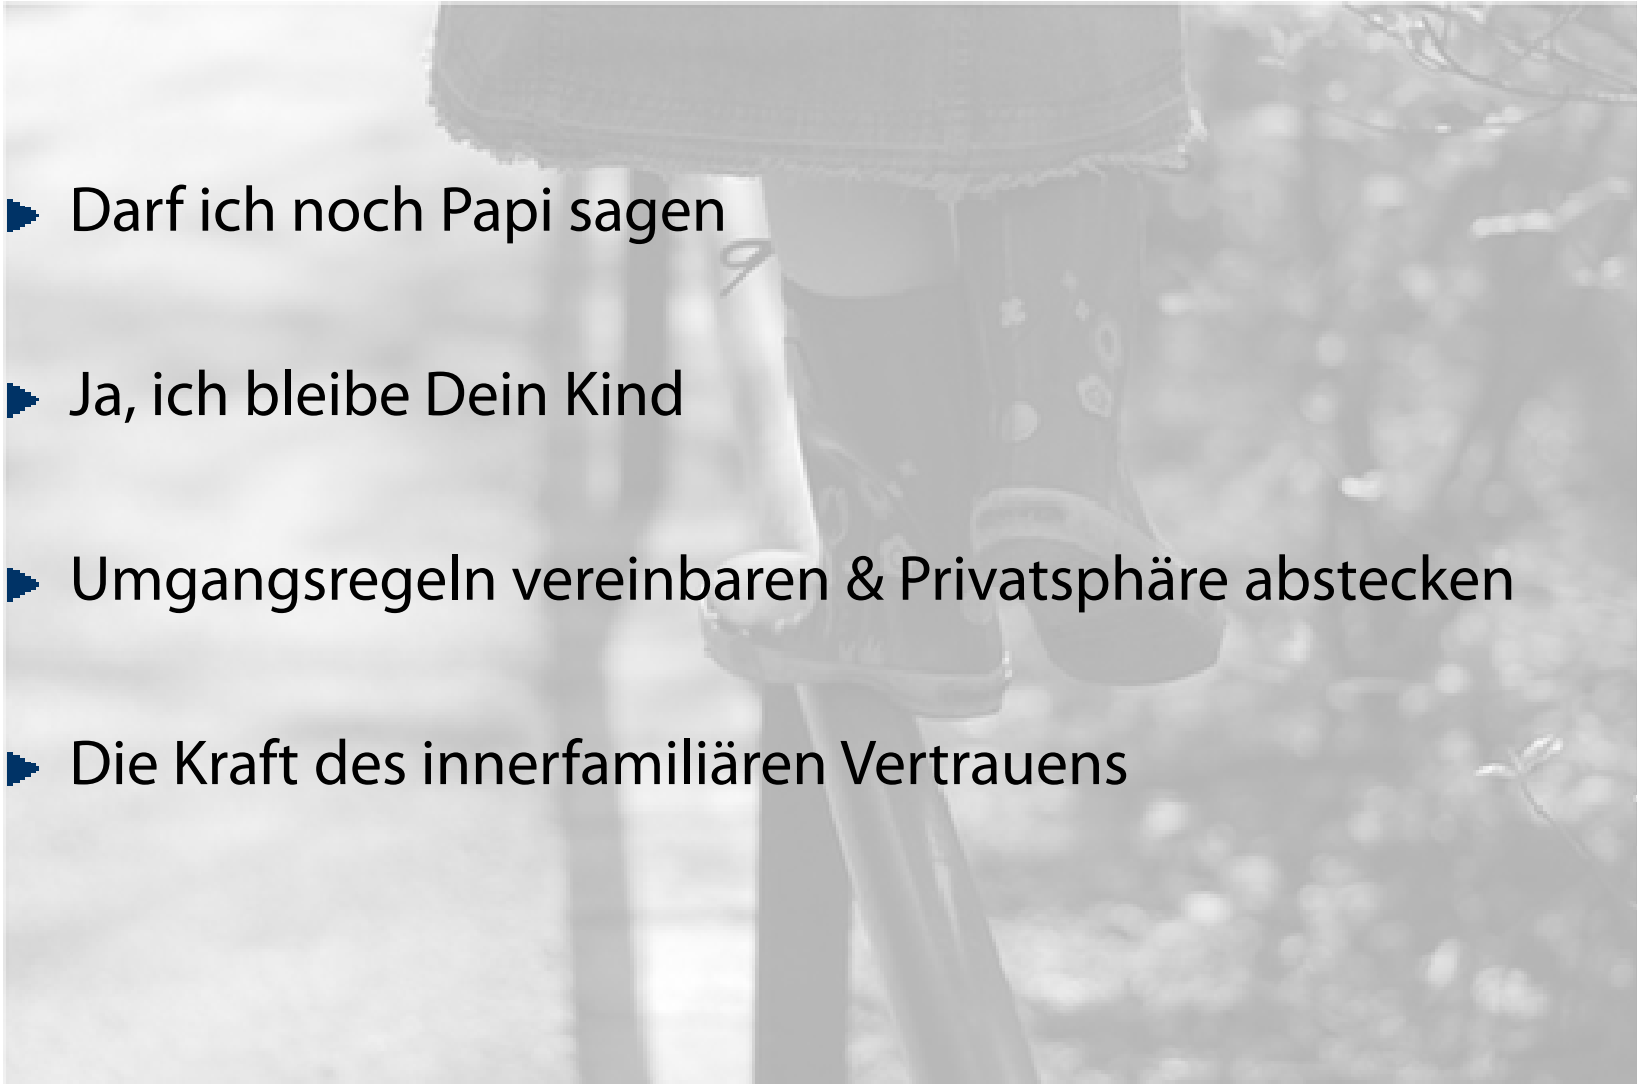 Darf ich noch Papi sagen
Ja, ich bleibe Dein Kind
Umgangsregeln vereinbaren & Privatsphäre abstecken
Die Kraft des innerfamiliären Vertrauens